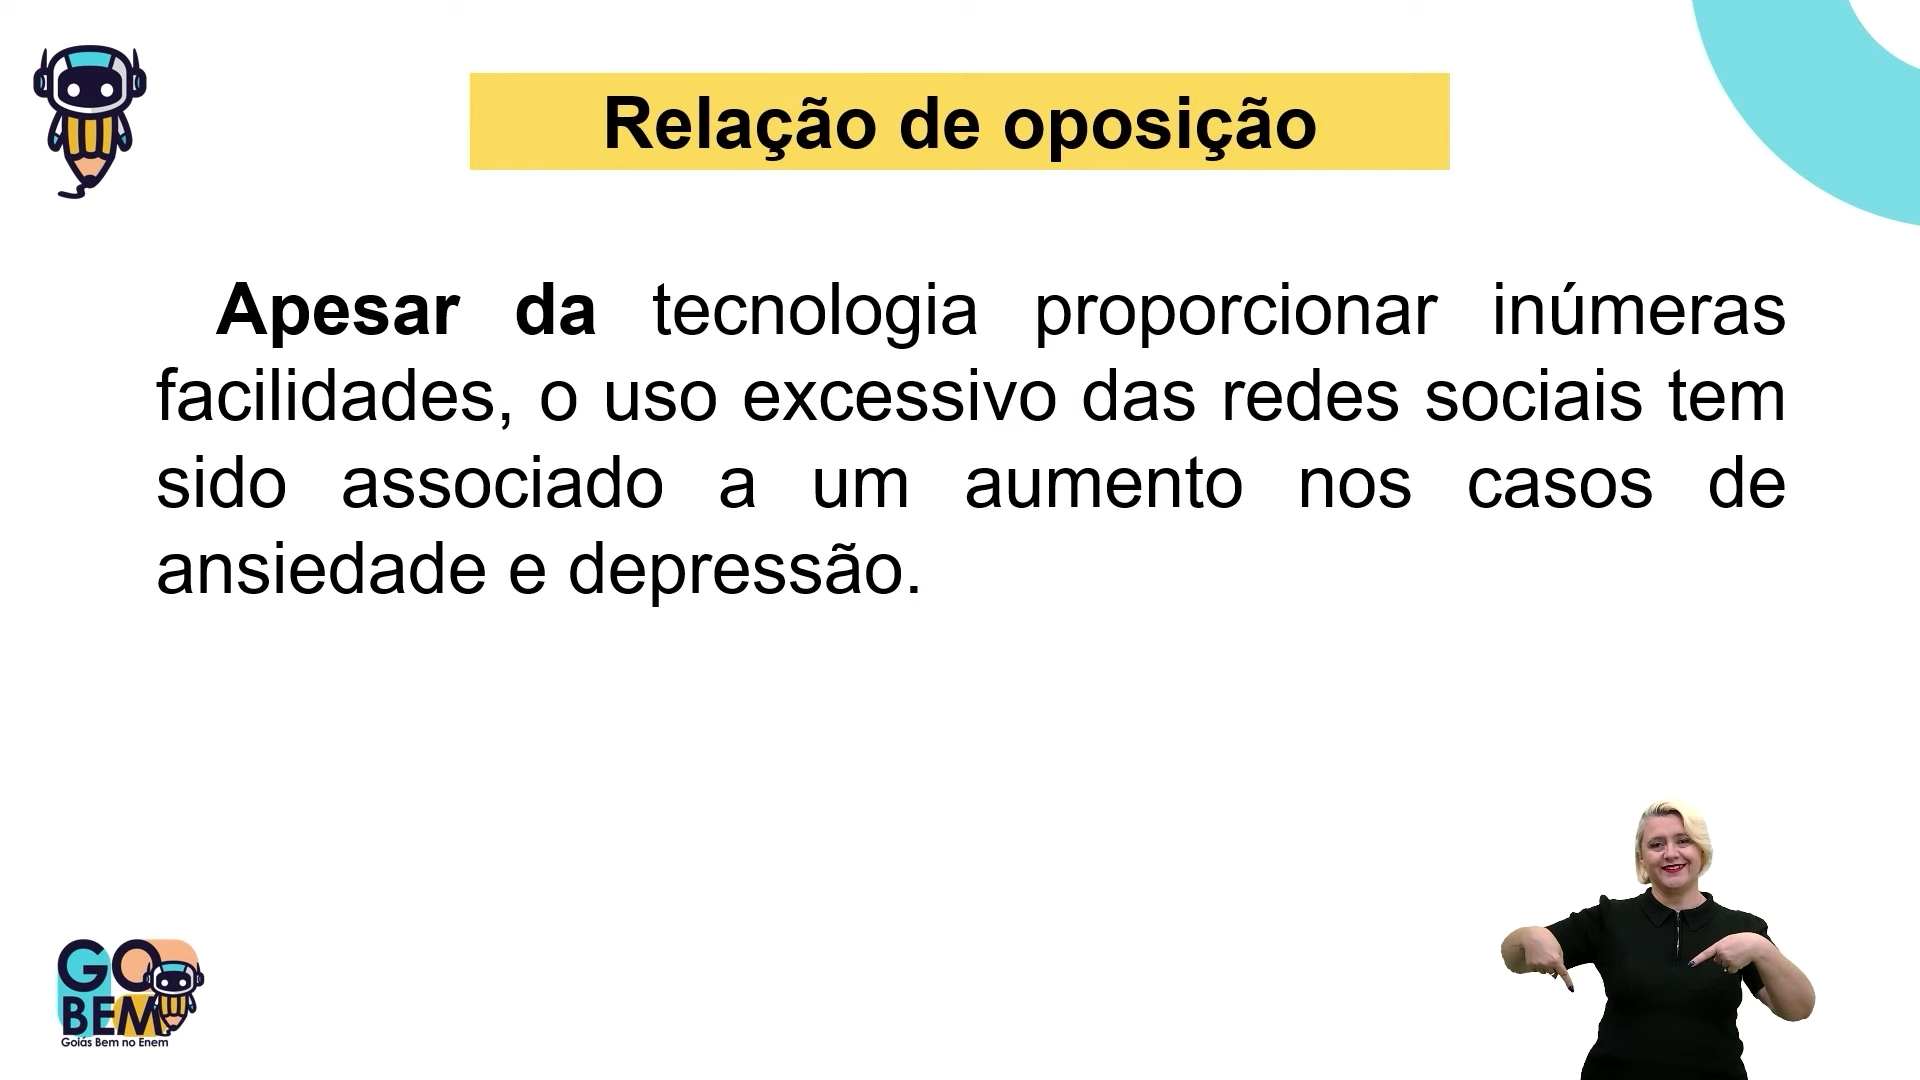 Relação de oposição
Apesar da tecnologia proporcionar inúmeras
facilidades, o uso excessivo das redes sociais tem
sido associado a um aumento nos casos de
ansiedade e depressão.
GO
BEM
Goiás Bem no Enem